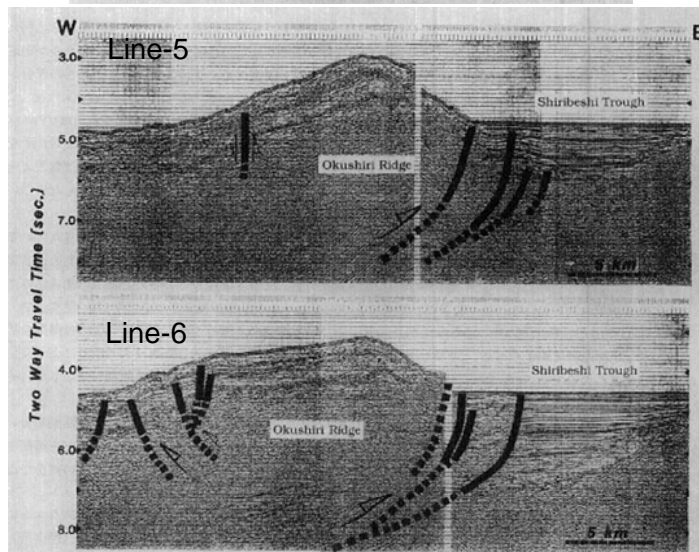 W
E
Line-5
3.0
Shiribeshi Trough
5.0
Okushiri Ridge
7.0
5 km
Two Way Travel Time (sec.)
Line-6
4.0
Shiribeshi Trough
Okushiri Ridge
6.0
8.0
5 km